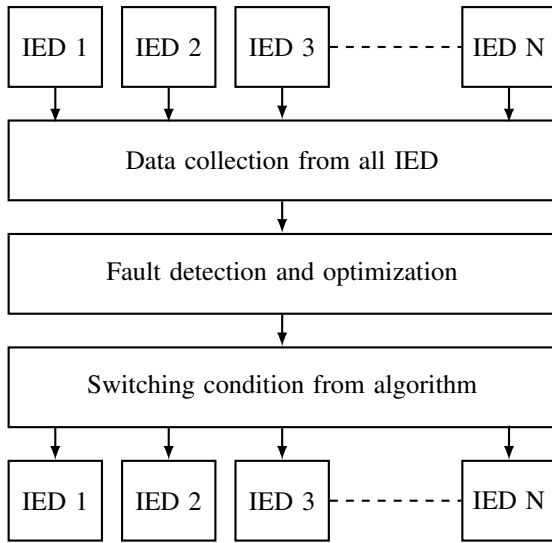 IED 1 IED 2 IED 3 IED N
Data collection from all IED
Fault detection and optimization
Switching condition from algorithm
IED 1 IED 2 IED 3 IED N